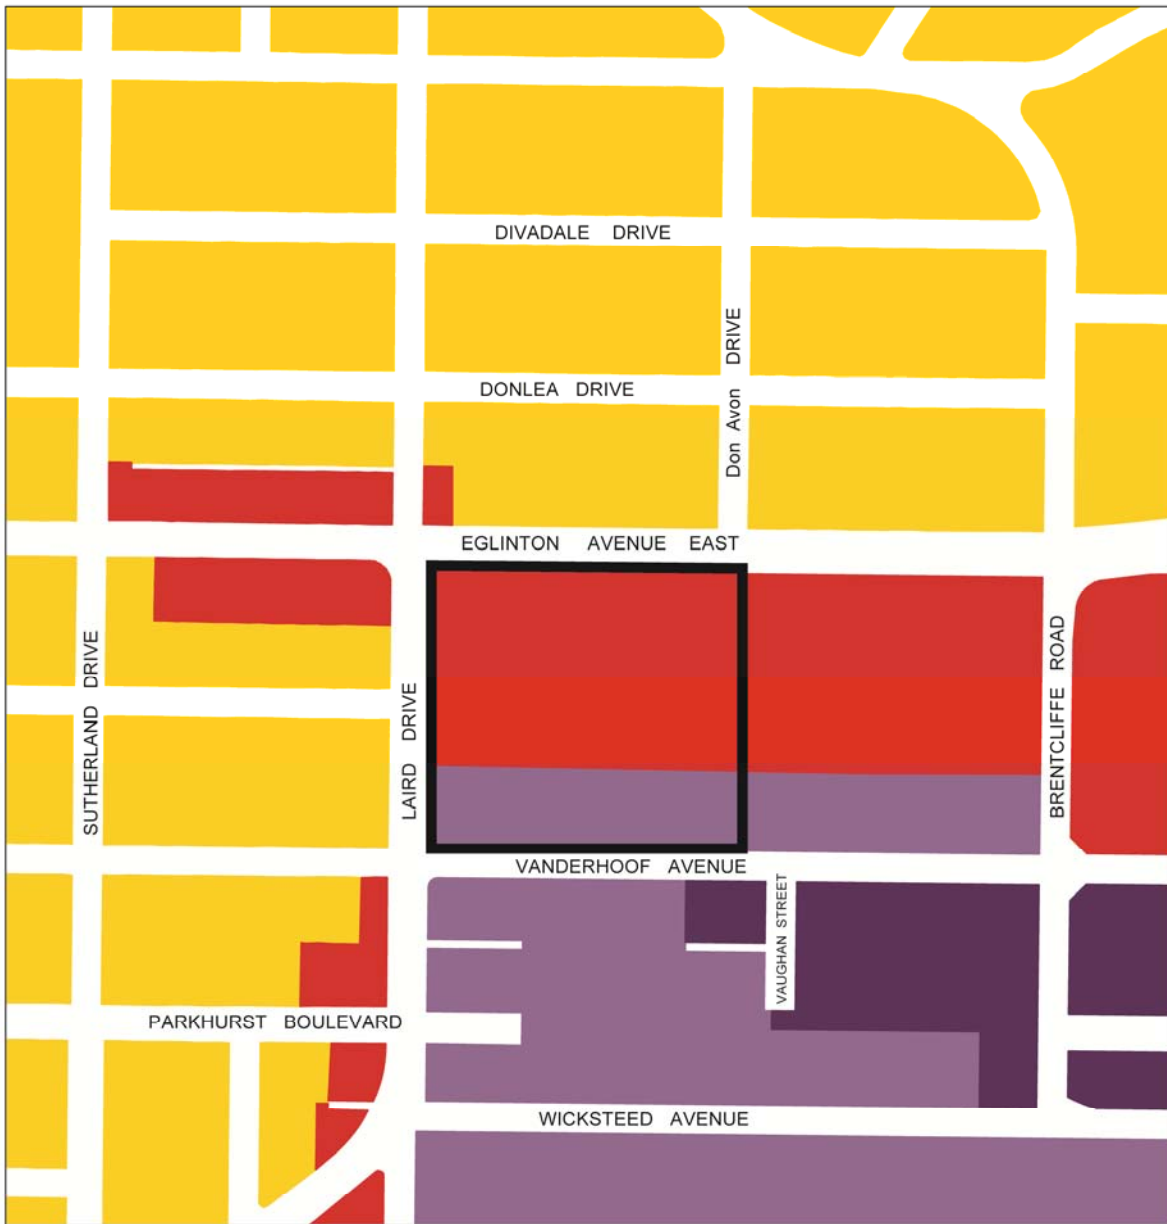 DIVADALE DRIVE
Don Avon DRIVE
DONLEA DRIVE
EGLINTON AVENUE EAST
SUTHERLAND DRIVE
LAIRD DRIVE
BRENTCLIFFE ROAD
VANDERHOOF AVENUE
VAUGHAN STREET
PARKHURST BOULEVARD
WICKSTEED AVENUE